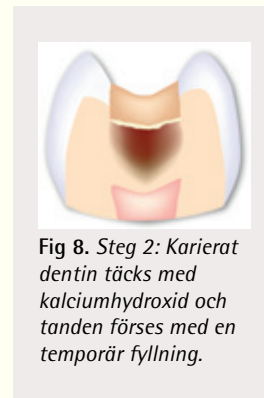 Fig 8. Steg 2: Karierat
dentin täcks med
kalciumhydroxid och
tanden förses med en
temporär fyllning.